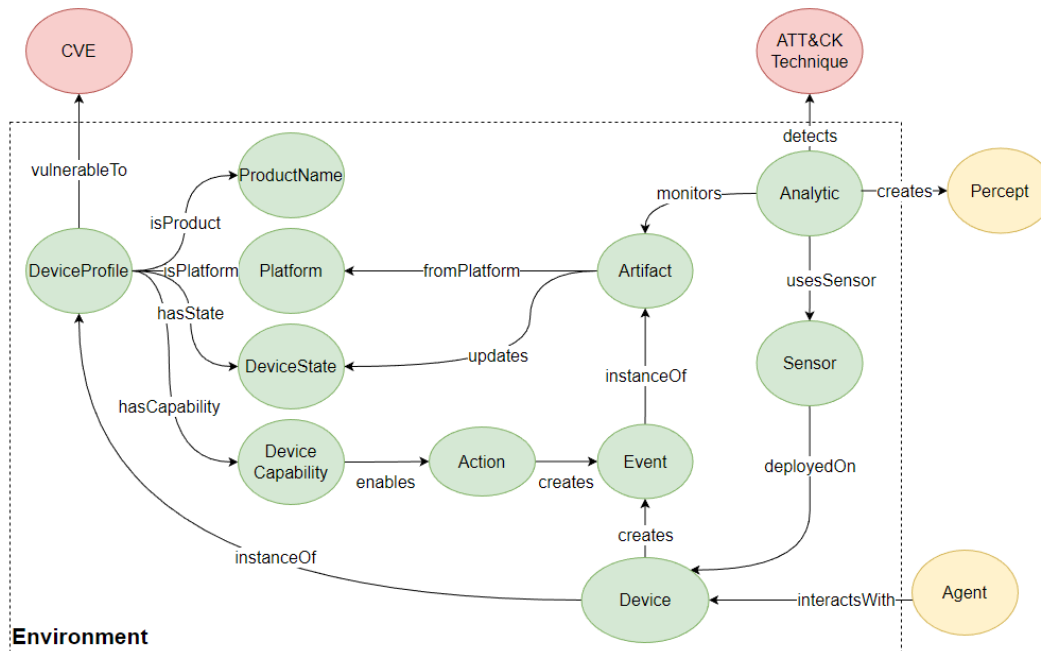 CVE
ATT&CK
Technique
detects
vulnerableTo
ProductName
monitors
Analytic
creates
Percept
isProduct
DeviceProfile
isPlatform
Platform
fromPlatform
Artifact
usesSensor
hasState
updates
DeviceState
instanceOf
Sensor
hasCapability
Device
Capability
enables
Action
creates
Event
deployedOn
creates
instanceOf
Device
interactsWith
Agent
Environment